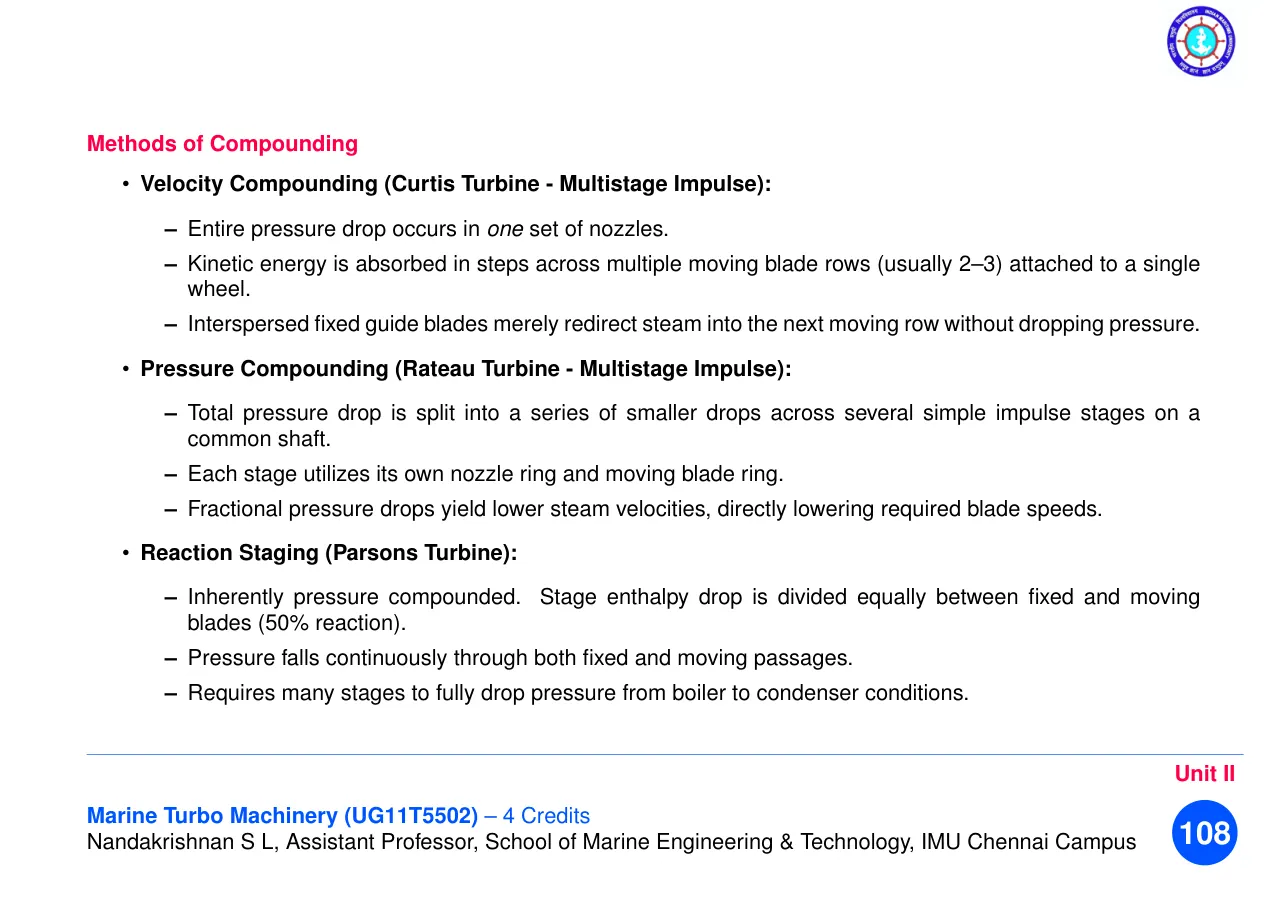 Methods of Compounding
• Velocity Compounding (Curtis Turbine - Multistage Impulse):
– Entire pressure drop occurs in one set of nozzles.
– Kinetic energy is absorbed in steps across multiple moving blade rows (usually 2–3) attached to a single
wheel.
– Interspersed fixed guide blades merely redirect steam into the next moving row without dropping pressure.
• Pressure Compounding (Rateau Turbine - Multistage Impulse):
– Total pressure drop is split into a series of smaller drops across several simple impulse stages on a
common shaft.
– Each stage utilizes its own nozzle ring and moving blade ring.
– Fractional pressure drops yield lower steam velocities, directly lowering required blade speeds.
• Reaction Staging (Parsons Turbine):
– Inherently pressure compounded. Stage enthalpy drop is divided equally between fixed and moving
blades (50% reaction).
– Pressure falls continuously through both fixed and moving passages.
– Requires many stages to fully drop pressure from boiler to condenser conditions.
Unit II
Marine Turbo Machinery (UG11T5502) – 4 Credits
Nandakrishnan S L, Assistant Professor, School of Marine Engineering & Technology, IMU Chennai Campus
108